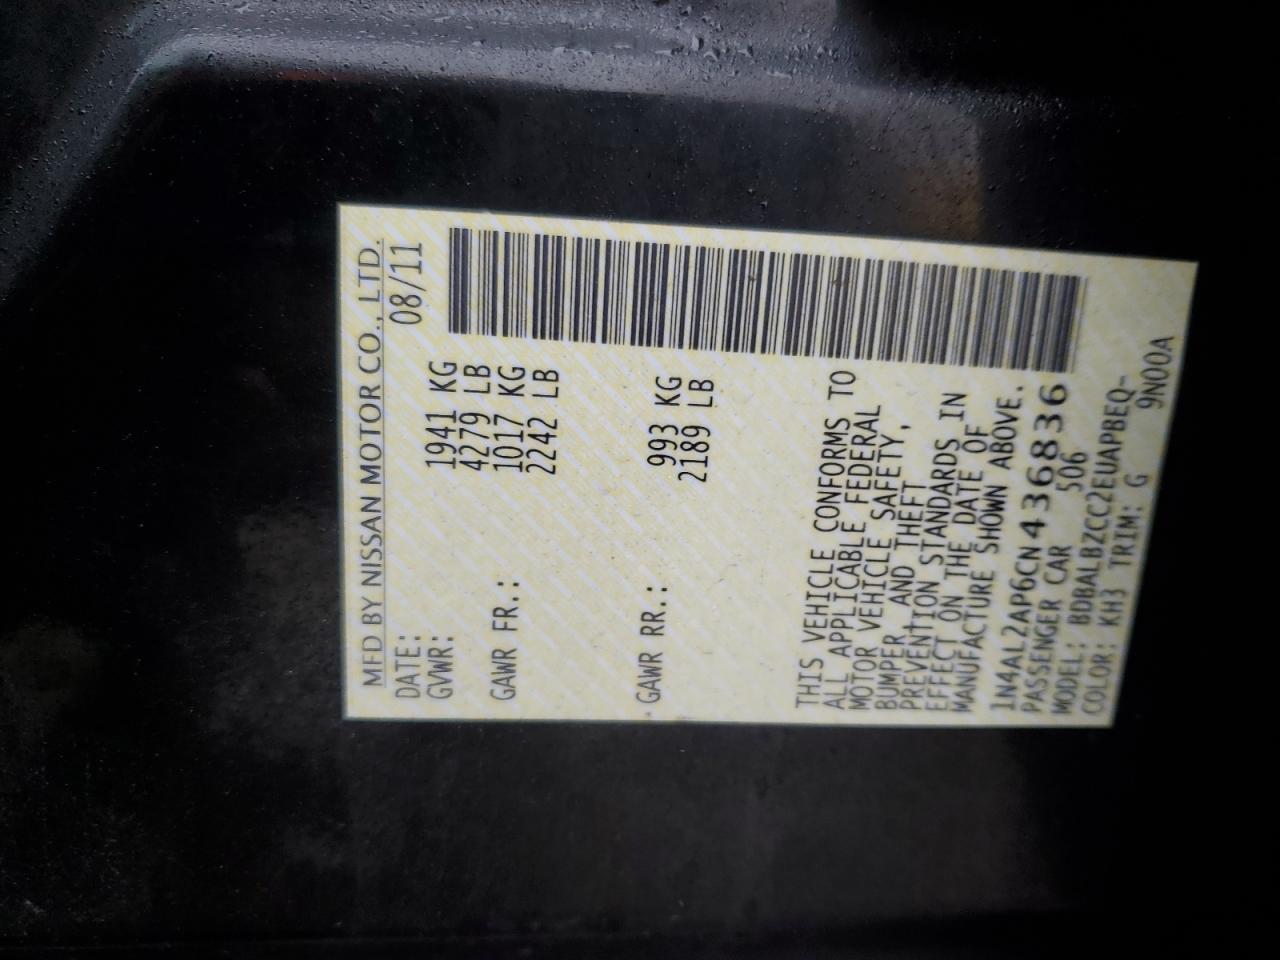 MFD BY NISSAN MOTOR CO., LTD.
DATE: 08/11
GVWR: 1941 KG
4279 LB
GAWR FR.: 1017 KG
2242 LB
GAWR RR.: 993 KG
2189 LB
THIS VEHICLE CONFORMS TO
ALL APPLICABLE FEDERAL
MOTOR VEHICLE SAFETY,
BUMPER AND THEFT
PREVENTION STANDARDS IN
EFFECT ON THE DATE OF
MANUFACTURE SHOWN ABOVE.
1N4AL2AP6CN436836
PASSENGER CAR 506
MODEL: BDBALBZCC2EUAPBEQ-
COLOR: KH3 TRIM: G 9N00A